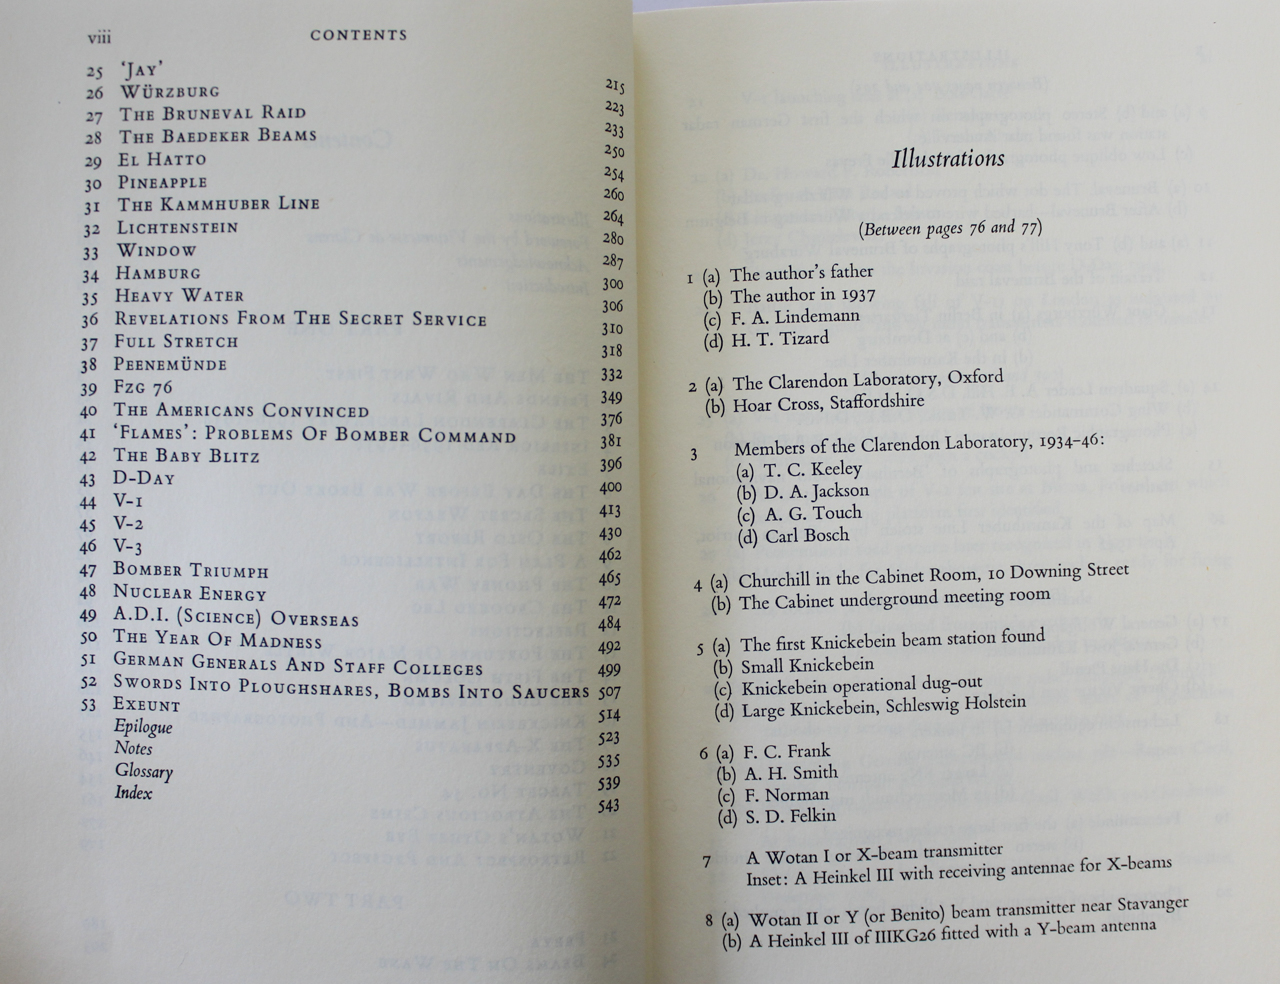 viii CONTENTS
25 ‘Jay’ 215
26 Würzburg 223
27 The Bruneval Raid 233
28 The Baedeker Beams 250
29 El Hatto 254
30 Pineapple 260
31 The Kammhuber Line 264
32 Lichtenstein 280
33 Window 287
34 Hamburg 300
35 Heavy Water 306
36 Revelations From The Secret Service 310
37 Full Stretch 318
38 Peenemünde 332
39 Fzg 76 349
40 The Americans Convinced 376
41 ‘Flames’: Problems Of Bomber Command 381
42 The Baby Blitz 396
43 D-Day 400
44 V-1 413
45 V-2 430
46 V-3 462
47 Bomber Triumph 465
48 Nuclear Energy 472
49 A.D.I. (Science) Overseas 484
50 The Year Of Madness 492
51 German Generals And Staff Colleges 499
52 Swords Into Ploughshares, Bombs Into Saucers 507
53 Exeunt 514
Epilogue 523
Notes 535
Glossary 539
Index 543
Illustrations
(Between pages 76 and 77)
1 (a) The author’s father
(b) The author in 1937
(c) F. A. Lindemann
(d) H. T. Tizard
2 (a) The Clarendon Laboratory, Oxford
(b) Hoar Cross, Staffordshire
3 Members of the Clarendon Laboratory, 1934–46:
(a) T. C. Keeley
(b) D. A. Jackson
(c) A. G. Touch
(d) Carl Bosch
4 (a) Churchill in the Cabinet Room, 10 Downing Street
(b) The Cabinet underground meeting room
5 (a) The first Knickebein beam station found
(b) Small Knickebein
(c) Knickebein operational dug-out
(d) Large Knickebein, Schleswig Holstein
6 (a) F. C. Frank
(b) A. H. Smith
(c) F. Norman
(d) S. D. Felkin
7 A Wotan I or X-beam transmitter
Inset: A Heinkel III with receiving antennae for X-beams
8 (a) Wotan II or Y (or Benito) beam transmitter near Stavanger
(b) A Heinkel III of IIIKG26 fitted with a Y-beam antenna